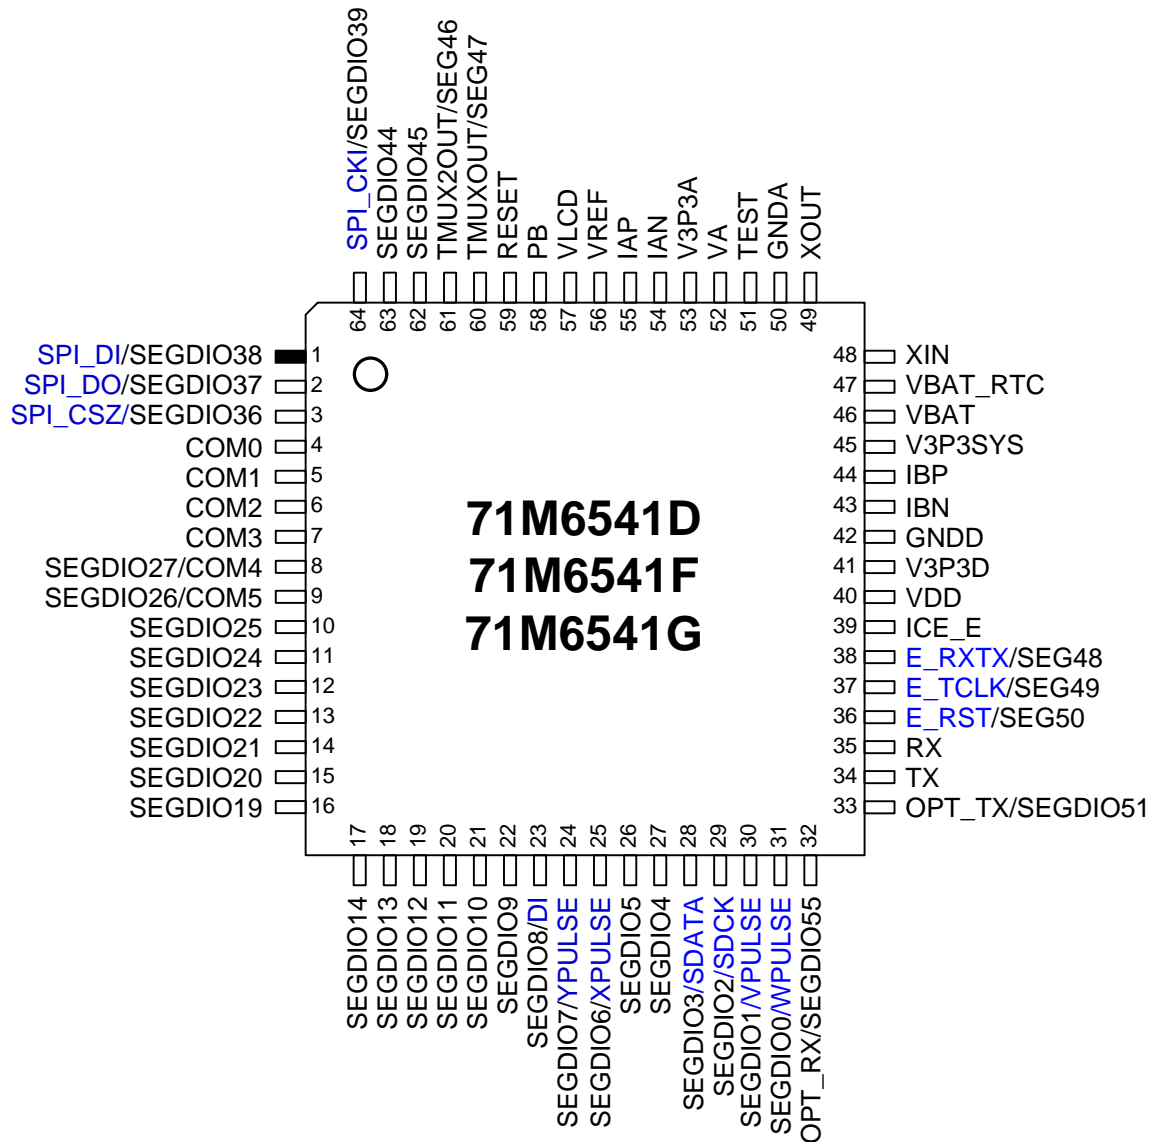 SPI_CKI/SEGDIO39
SEGDIO44
SEGDIO45
TMUX2OUT/SEG46
TMUXOUT/SEG47
RESET
PB
VLCD
VREF
IAP
IAN
V3P3A
VA
TEST
GNDA
XOUT
64
63
62
61
60
59
58
57
56
55
54
53
52
51
50
49
SPI_DI/SEGDIO38 1
SPI_DO/SEGDIO37 2
SPI_CSZ/SEGDIO36 3
COM0 4
COM1 5
COM2 6
COM3 7
SEGDIO27/COM4 8
SEGDIO26/COM5 9
SEGDIO25 10
SEGDIO24 11
SEGDIO23 12
SEGDIO22 13
SEGDIO21 14
SEGDIO20 15
SEGDIO19 16
71M6541D
71M6541F
71M6541G
48 XIN
47 VBAT_RTC
46 VBAT
45 V3P3SYS
44 IBP
43 IBN
42 GNDD
41 V3P3D
40 VDD
39 ICE_E
38 E_RXTX/SEG48
37 E_TCLK/SEG49
36 E_RST/SEG50
35 RX
34 TX
33 OPT_TX/SEGDIO51
17
18
19
20
21
22
23
24
25
26
27
28
29
30
31
32
SEGDIO14
SEGDIO13
SEGDIO12
SEGDIO11
SEGDIO10
SEGDIO9
SEGDIO8/DI
SEGDIO7/YPULSE
SEGDIO6/XPULSE
SEGDIO5
SEGDIO4
SEGDIO3/SDATA
SEGDIO2/SDCK
SEGDIO1/VPULSE
SEGDIO0/WPULSE
OPT_RX/SEGDIO55